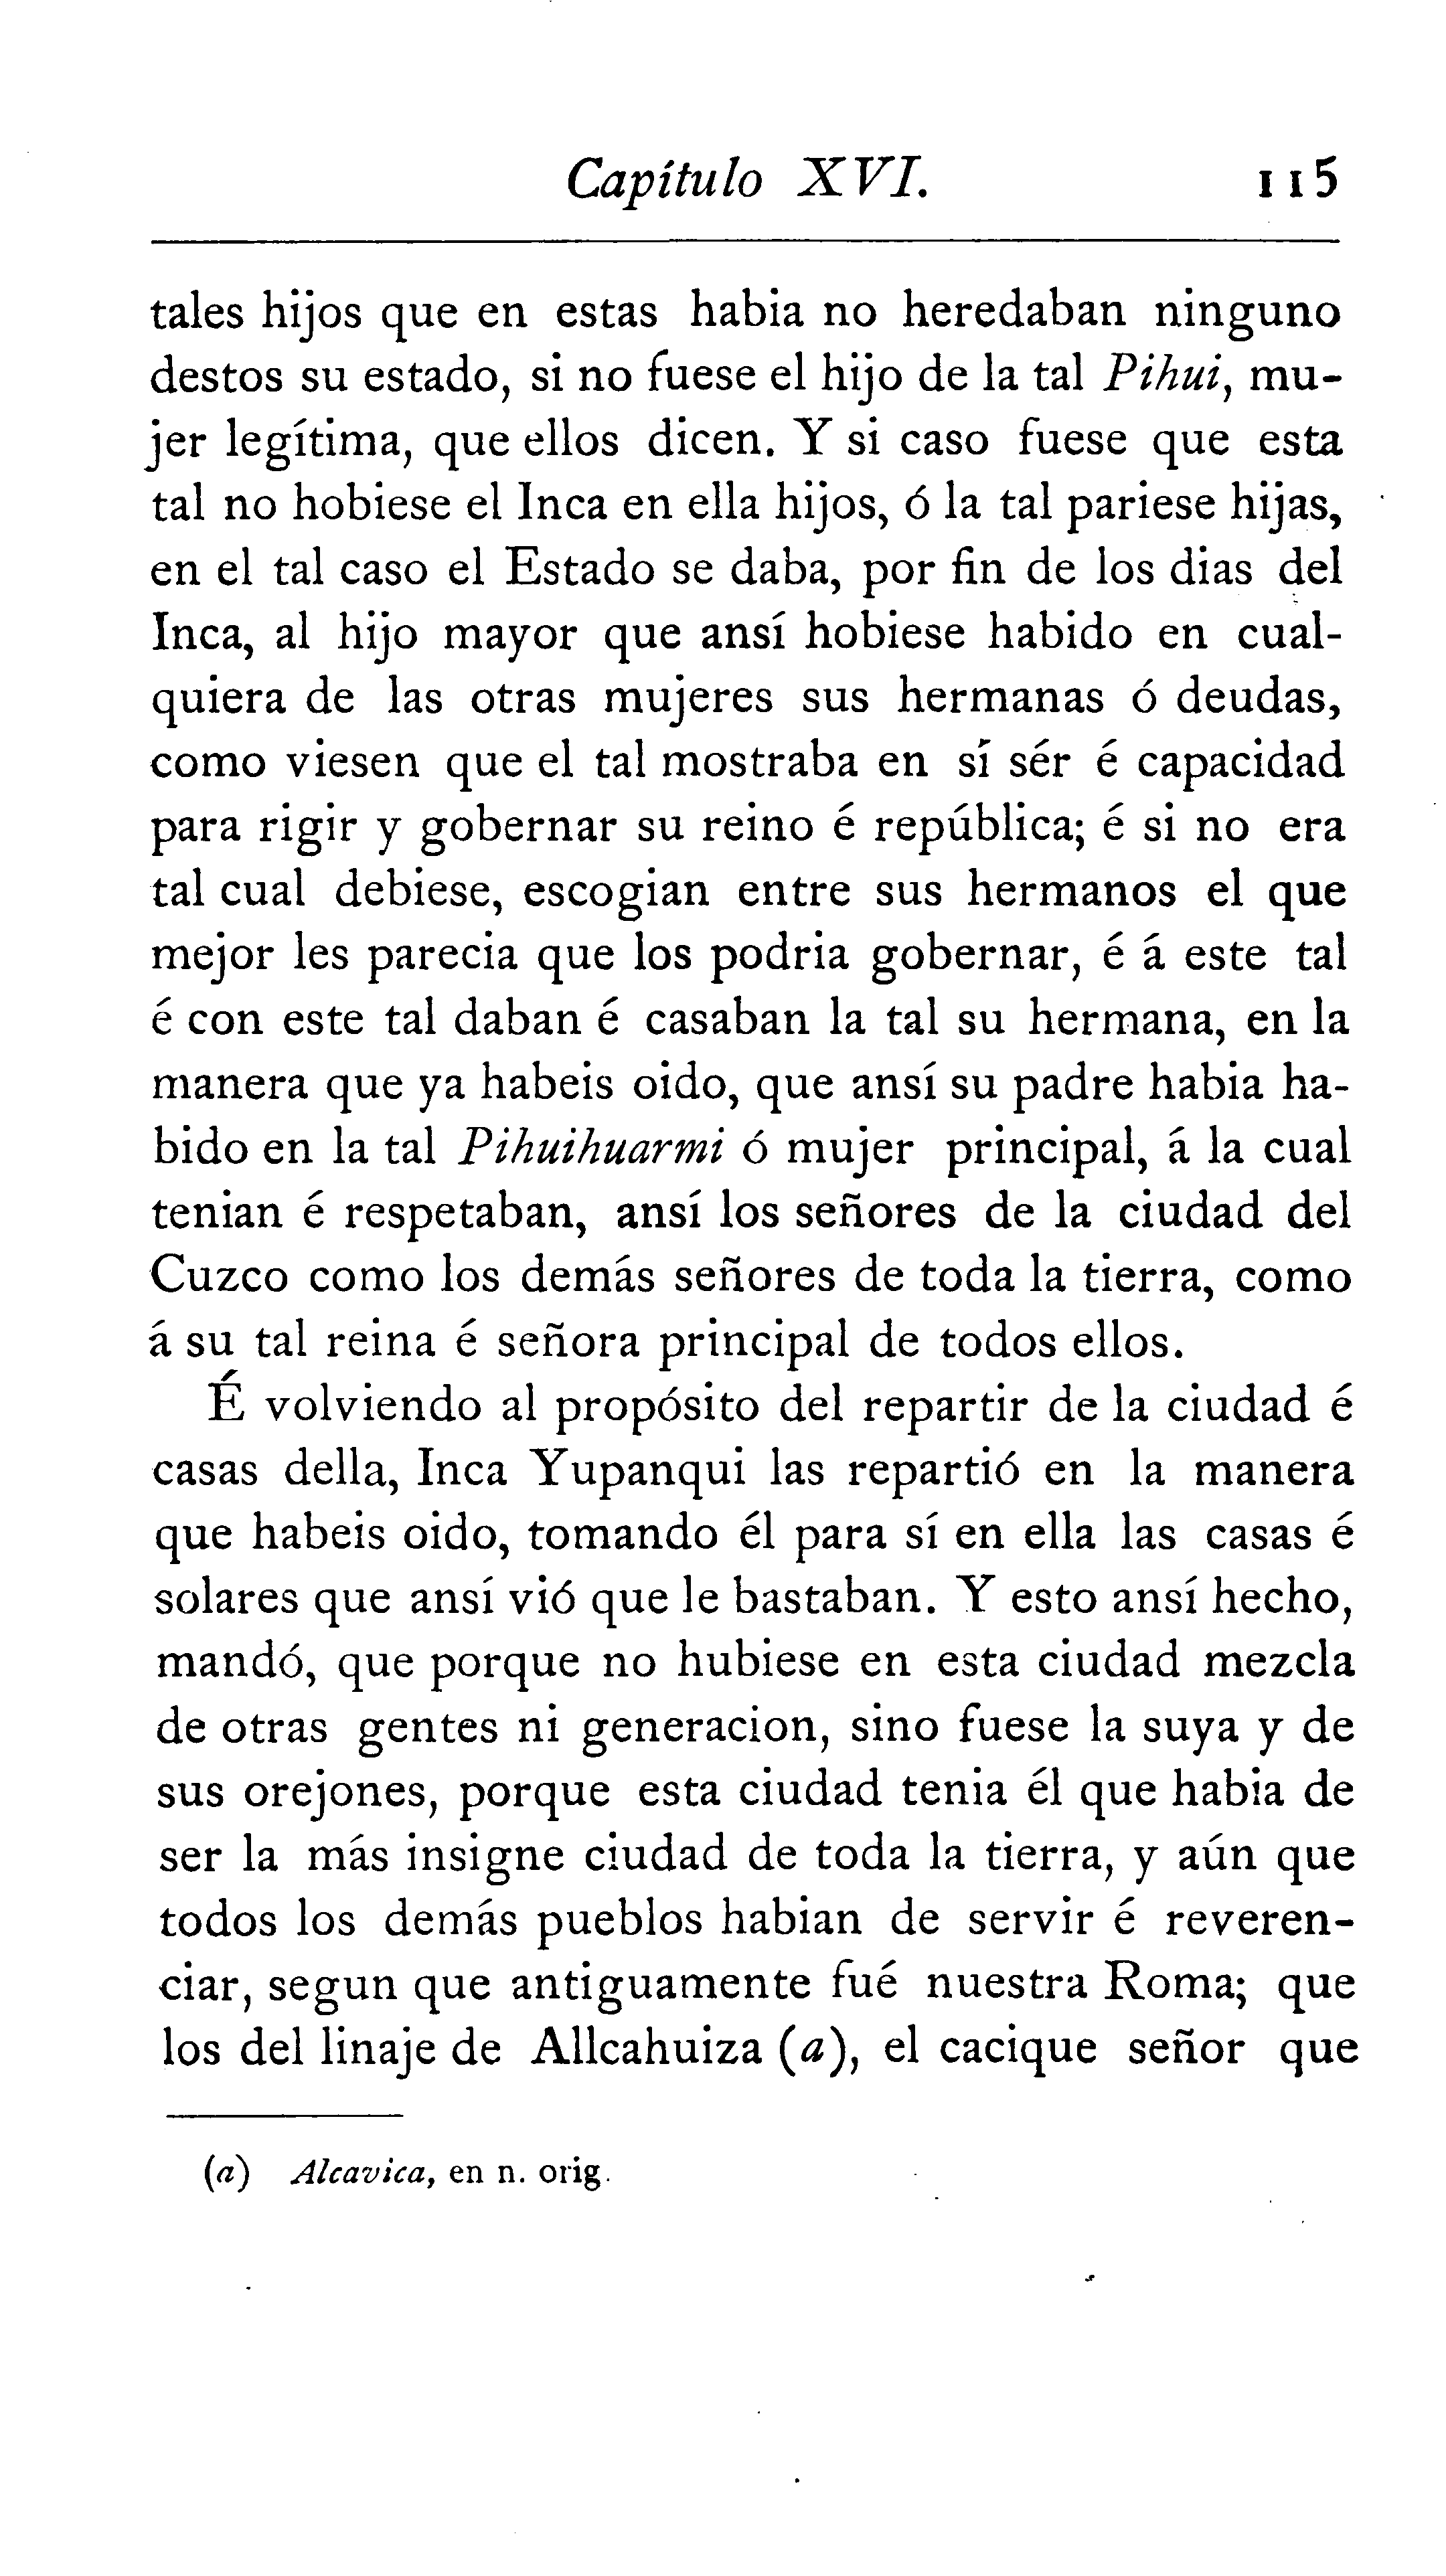 Capítulo XVI. 115
tales hijos que en estas habia no heredaban ninguno
destos su estado, si no fuese el hijo de la tal Pihui, mu-
jer legítima, que ellos dicen. Y si caso fuese que esta
tal no hobiese el Inca en ella hijos, ó la tal pariese hijas,
en el tal caso el Estado se daba, por fin de los dias del
Inca, al hijo mayor que ansí hobiese habido en cual-
quiera de las otras mujeres sus hermanas ó deudas,
como viesen que el tal mostraba en sí sér é capacidad
para rigir y gobernar su reino é república; é si no era
tal cual debiese, escogian entre sus hermanos el que
mejor les parecia que los podria gobernar, é á este tal
é con este tal daban é casaban la tal su hermana, en la
manera que ya habeis oido, que ansí su padre habia ha-
bido en la tal Pihuihuarmi ó mujer principal, á la cual
tenian é respetaban, ansí los señores de la ciudad del
Cuzco como los demás señores de toda la tierra, como
á su tal reina é señora principal de todos ellos.
É volviendo al propósito del repartir de la ciudad é
casas della, Inca Yupanqui las repartió en la manera
que habeis oido, tomando él para sí en ella las casas é
solares que ansí vió que le bastaban. Y esto ansí hecho,
mandó, que porque no hubiese en esta ciudad mezcla
de otras gentes ni generacion, sino fuese la suya y de
sus orejones, porque esta ciudad tenia él que habia de
ser la más insigne ciudad de toda la tierra, y aún que
todos los demás pueblos habian de servir é reveren-
ciar, segun que antiguamente fué nuestra Roma; que
los del linaje de Allcahuiza (a), el cacique señor que
(a) Alcavica, en n. orig.